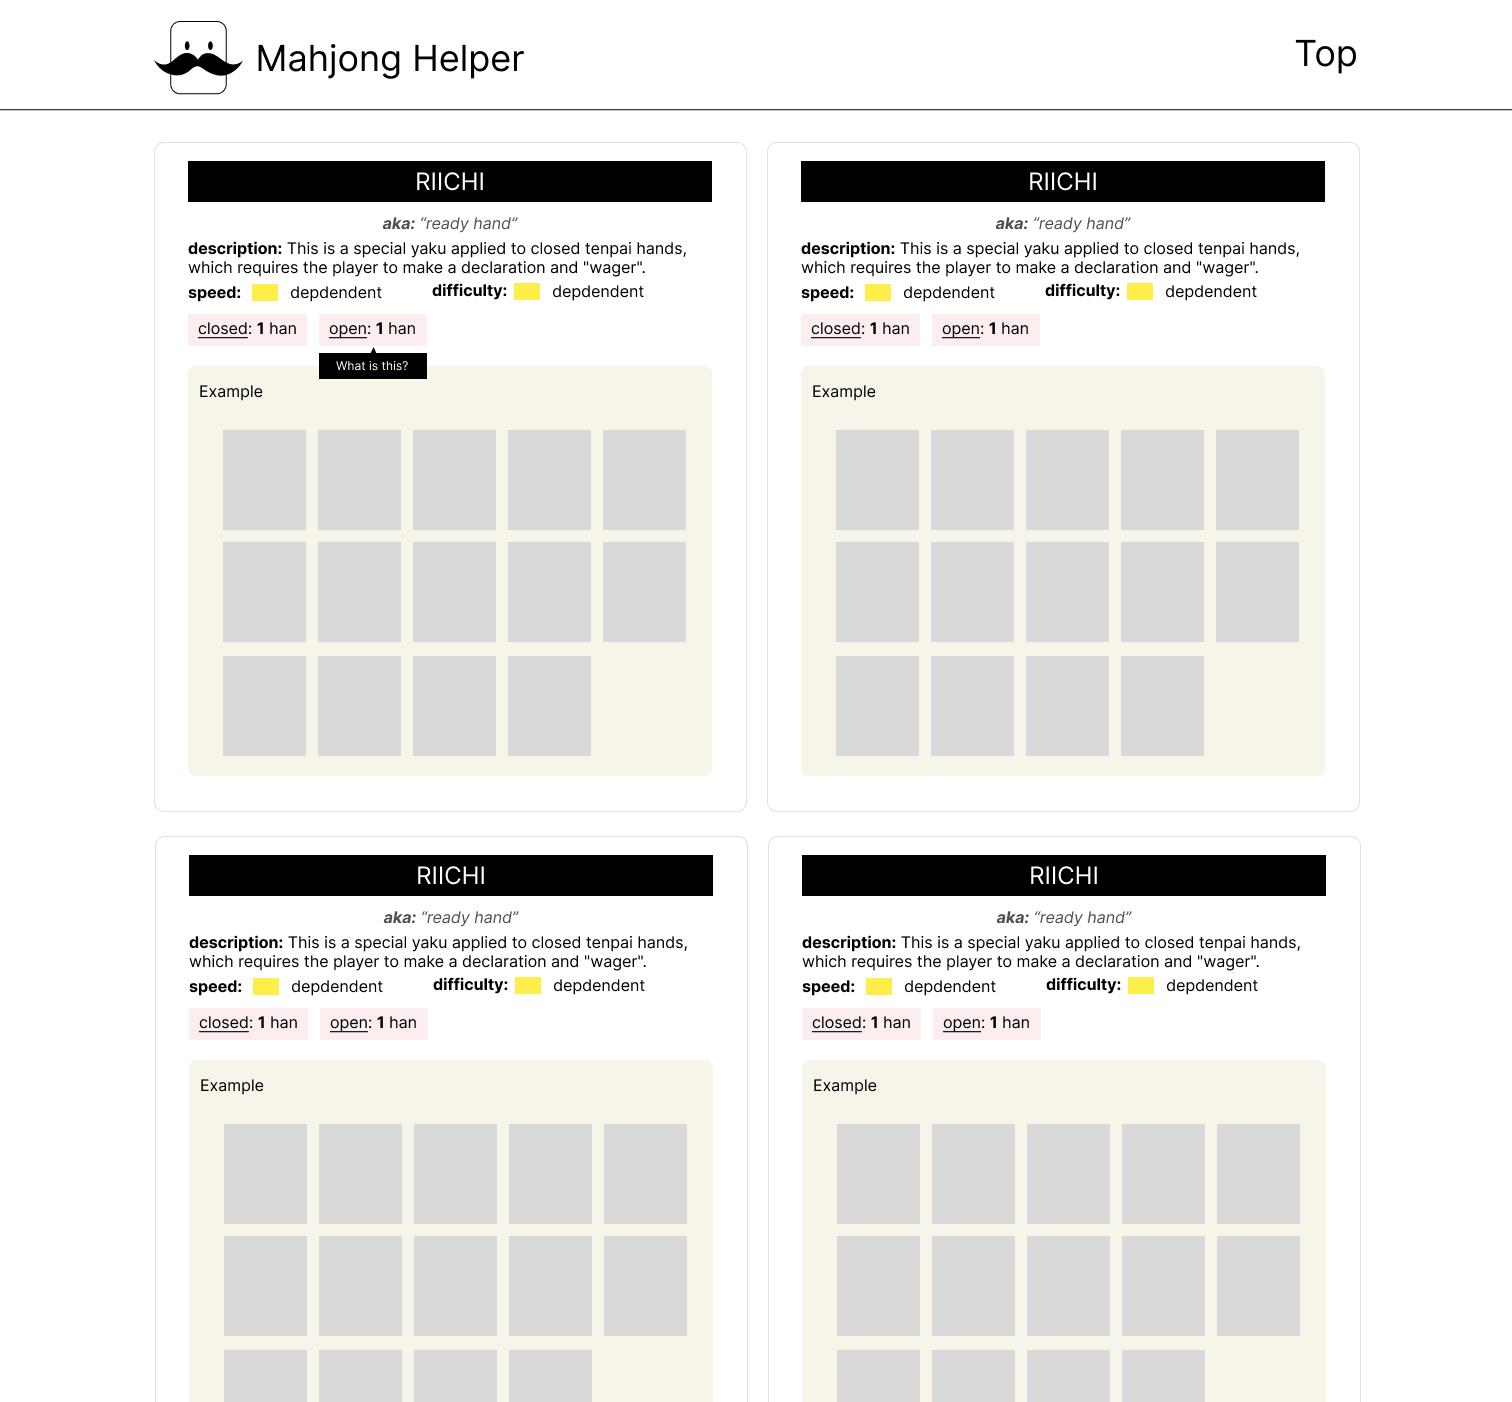 Mahjong Helper
Top
RIICHI
aka: “ready hand”
description: This is a special yaku applied to closed tenpai hands,
which requires the player to make a declaration and "wager".
speed: depdendent difficulty: depdendent
closed: 1 han open: 1 han
What is this?
Example
RIICHI
aka: “ready hand”
description: This is a special yaku applied to closed tenpai hands,
which requires the player to make a declaration and "wager".
speed: depdendent difficulty: depdendent
closed: 1 han open: 1 han
Example
RIICHI
aka: “ready hand”
description: This is a special yaku applied to closed tenpai hands,
which requires the player to make a declaration and "wager".
speed: depdendent difficulty: depdendent
closed: 1 han open: 1 han
Example
RIICHI
aka: “ready hand”
description: This is a special yaku applied to closed tenpai hands,
which requires the player to make a declaration and "wager".
speed: depdendent difficulty: depdendent
closed: 1 han open: 1 han
Example